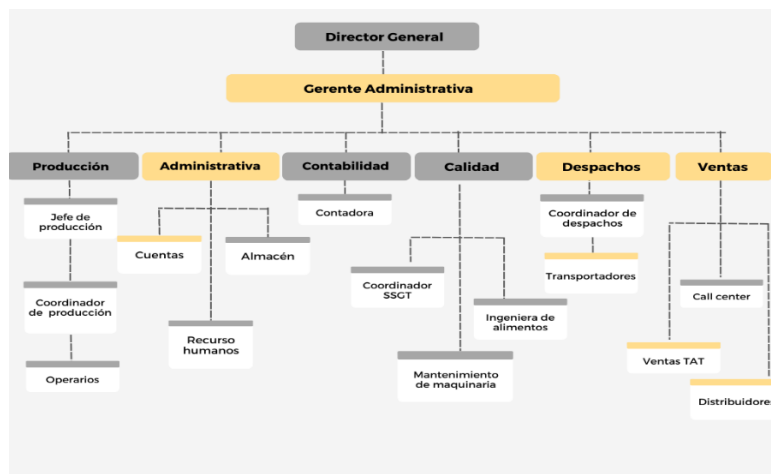 Director General
Gerente Administrativa
Producción
Administrativa
Contabilidad
Calidad
Despachos
Ventas
Jefe de
producción
Cuentas
Almacén
Contadora
Coordinador de
despachos
Coordinador
SSGT
Transportadores
Call center
Coordinador
de producción
Ingeniera de
alimentos
Recurso
humanos
Ventas TAT
Operarios
Mantenimiento
de maquinaria
Distribuidores